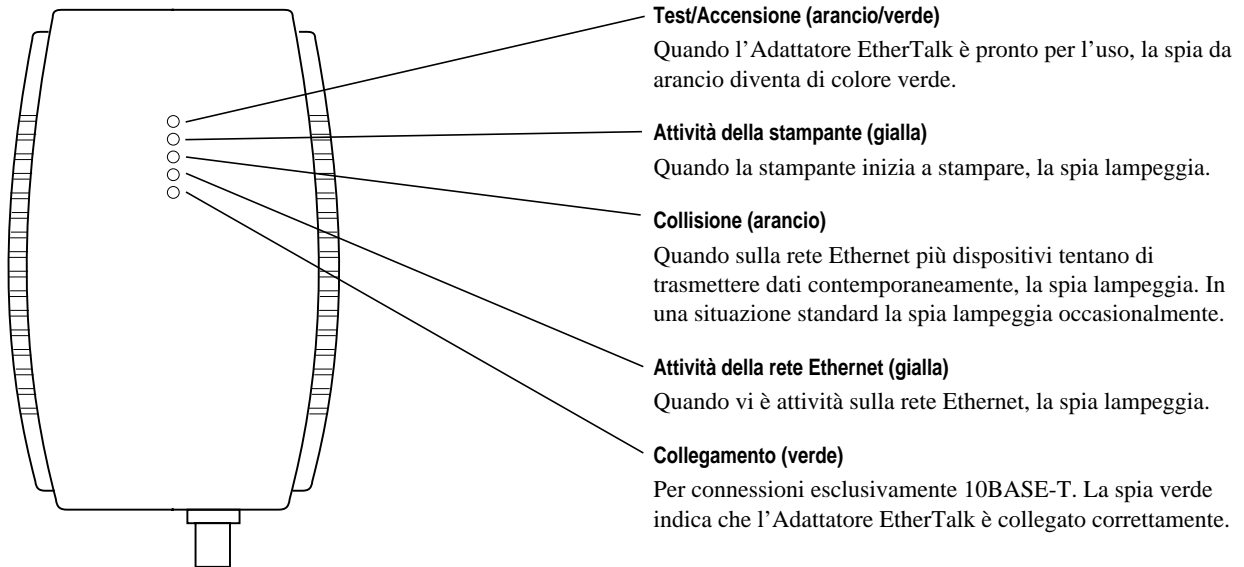 Test/Accensione (arancio/verde)
Quando l’Adattatore EtherTalk è pronto per l’uso, la spia da
arancio diventa di colore verde.
Attività della stampante (gialla)
Quando la stampante inizia a stampare, la spia lampeggia.
Collisione (arancio)
Quando sulla rete Ethernet più dispositivi tentano di
trasmettere dati contemporaneamente, la spia lampeggia. In
una situazione standard la spia lampeggia occasionalmente.
Attività della rete Ethernet (gialla)
Quando vi è attività sulla rete Ethernet, la spia lampeggia.
Collegamento (verde)
Per connessioni esclusivamente 10BASE-T. La spia verde
indica che l’Adattatore EtherTalk è collegato correttamente.